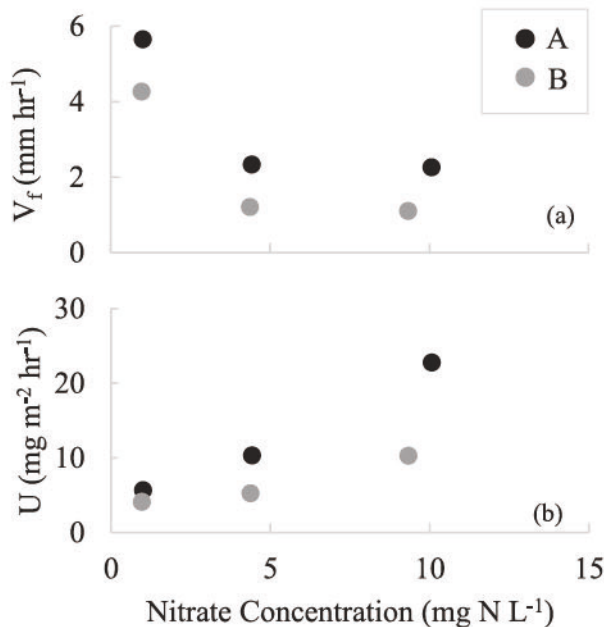 6
A
B
4
2
0
V_f (mm hr⁻¹)
(a)
30
20
10
0
U (mg m⁻² hr⁻¹)
(b)
0 5 10 15
Nitrate Concentration (mg N L⁻¹)